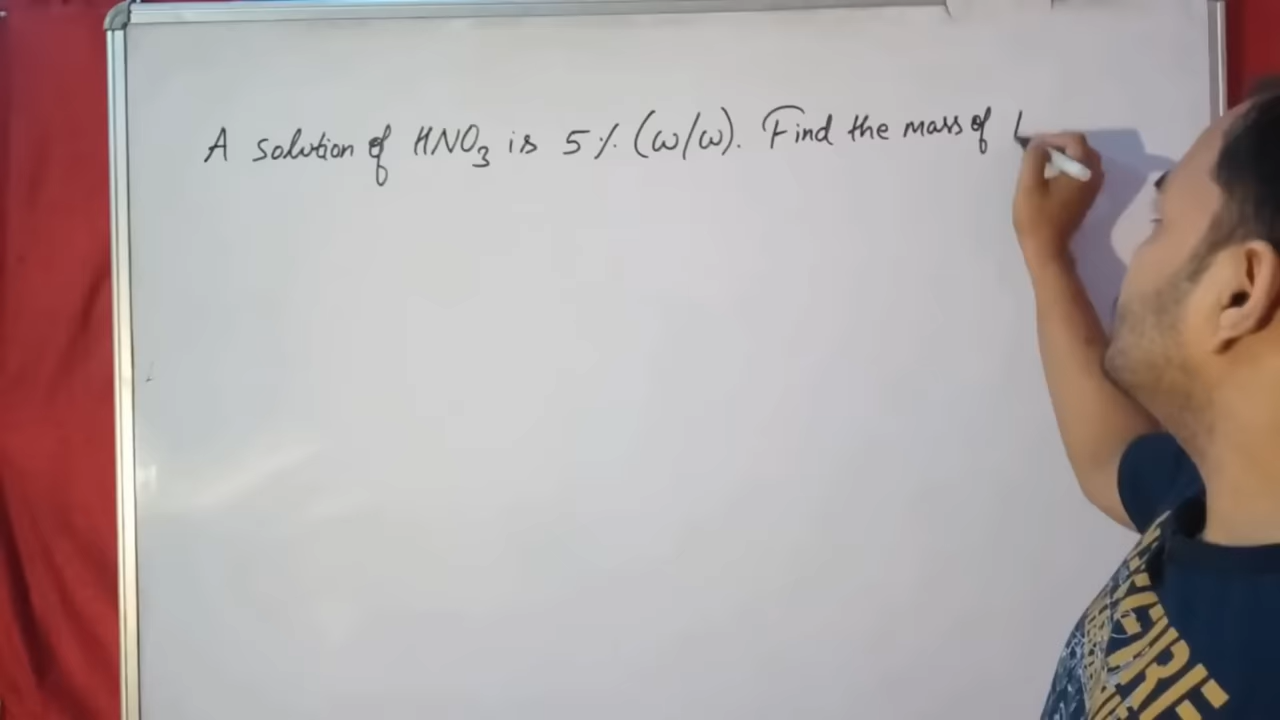 A solution of HNO₃ is 5% (w/w). Find the mass of